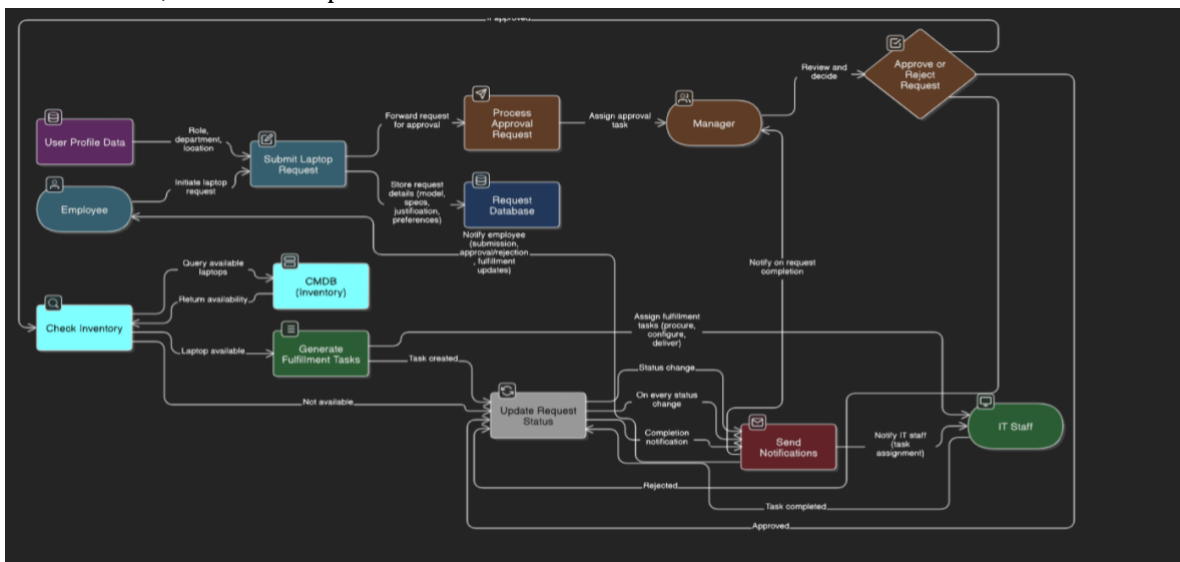 If approved
Approve or
Reject
Request
Review and
decide
Process
Approval
Request
Forward request
for approval
Assign approval
task
Manager
User Profile Data
Role,
department,
location
Submit Laptop
Request
Initiate laptop
request
Employee
Store request
details (model,
specs,
justification,
preferences)
Request
Database
Notify employee
(submission,
approval/rejection
, fulfillment
updates)
Notify on request
completion
Query available
laptops
CMDB
(Inventory)
Return availability
Check Inventory
Laptop available
Generate
Fulfillment Tasks
Assign fulfillment
tasks (procure,
configure,
deliver)
Task created
Not available
Update Request
Status
Status change
On every status
change
Completion
notification
Send
Notifications
Notify IT staff
(task
assignment)
IT Staff
Rejected
Task completed
Approved